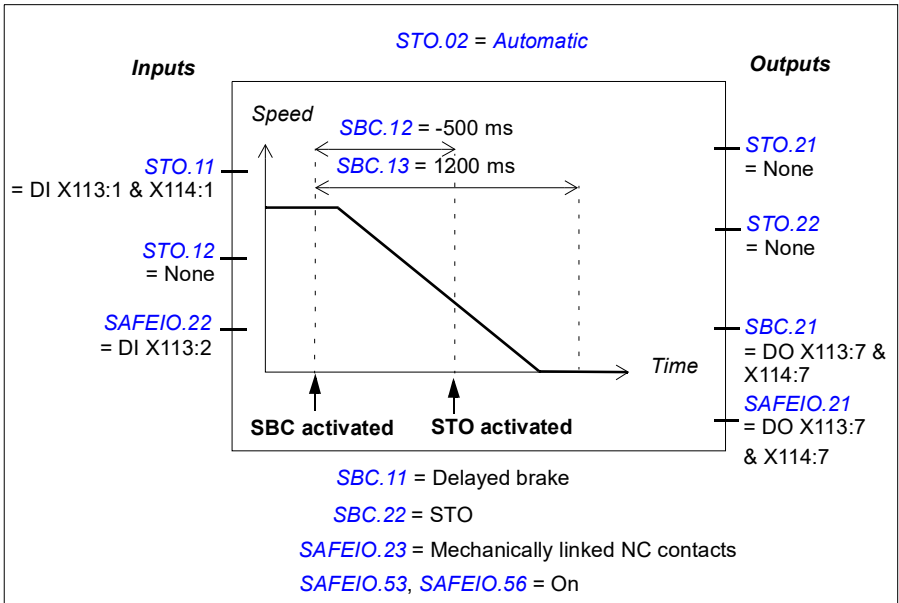 STO.02 = Automatic
Inputs
Outputs
Speed
SBC.12 = -500 ms
SBC.13 = 1200 ms
STO.11
= DI X113:1 & X114:1
STO.12
= None
SAFEIO.22
= DI X113:2
STO.21
= None
STO.22
= None
SBC.21
= DO X113:7 &
X114:7
SAFEIO.21
= DO X113:7
& X114:7
Time
SBC activated
STO activated
SBC.11 = Delayed brake
SBC.22 = STO
SAFEIO.23 = Mechanically linked NC contacts
SAFEIO.53, SAFEIO.56 = On